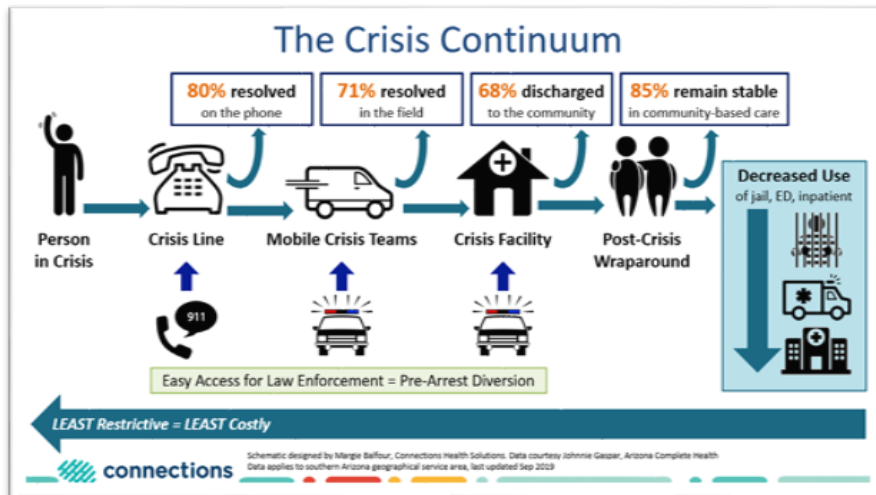 The Crisis Continuum
80% resolved
on the phone
71% resolved
in the field
68% discharged
to the community
85% remain stable
in community-based care
Person
in Crisis
Crisis Line
Mobile Crisis Teams
Crisis Facility
Post-Crisis
Wraparound
Decreased Use
of jail, ED, inpatient
911
Easy Access for Law Enforcement = Pre-Arrest Diversion
LEAST Restrictive = LEAST Costly
connections
Schematic designed by Margie Balfour, Connections Health Solutions. Data courtesy Johnnie Gaspar, Arizona Complete Health
Data applies to southern Arizona geographical service area, last updated Sep 2019